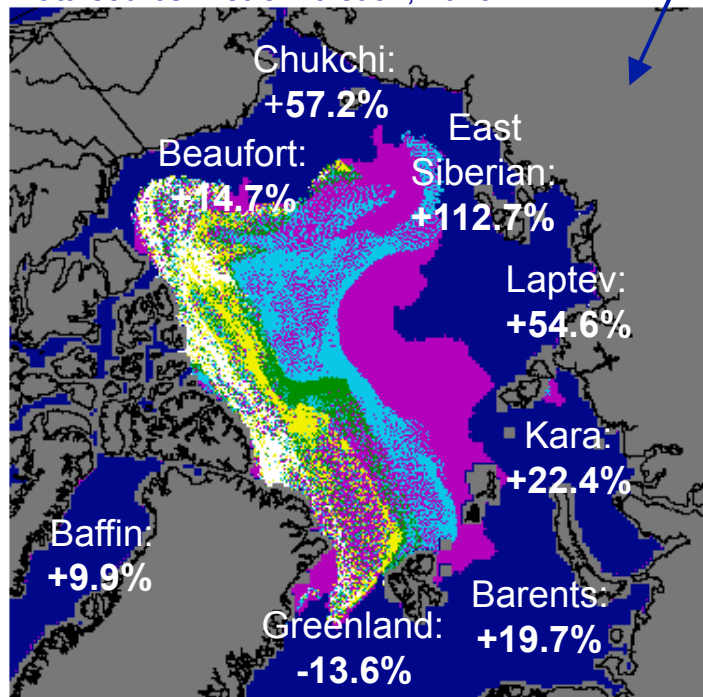 Chukchi:
+57.2%
East
Siberian:
+112.7%
Beaufort:
+14.7%
Laptev:
+54.6%
Kara:
+22.4%
Baffin:
+9.9%
Barents:
+19.7%
Greenland:
-13.6%